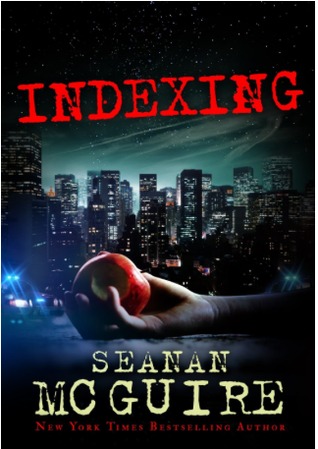 INDEXING
SEANAN
MCGUIRE
NEW YORK TIMES BESTSELLING AUTHOR